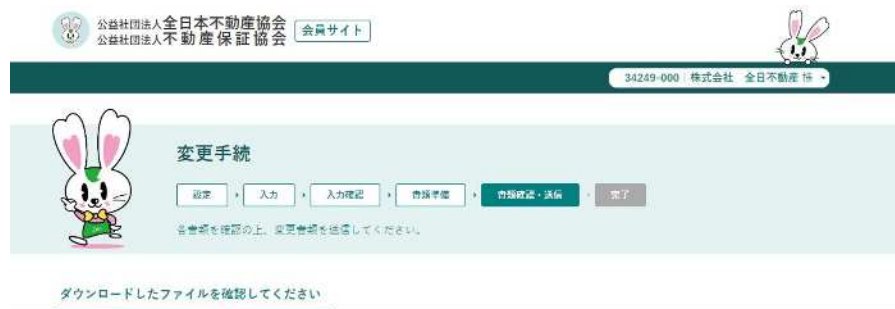 公益社団法人全日本不動産協会
公益社団法人不動産保証協会
会員サイト
34249-000 株式会社 全日不動産 様
変更手続
設定
入力
入力確認
書類準備
書類確認・送信
完了
各書類を確認の上、変更書類を送信してください。
ダウンロードしたファイルを確認してください